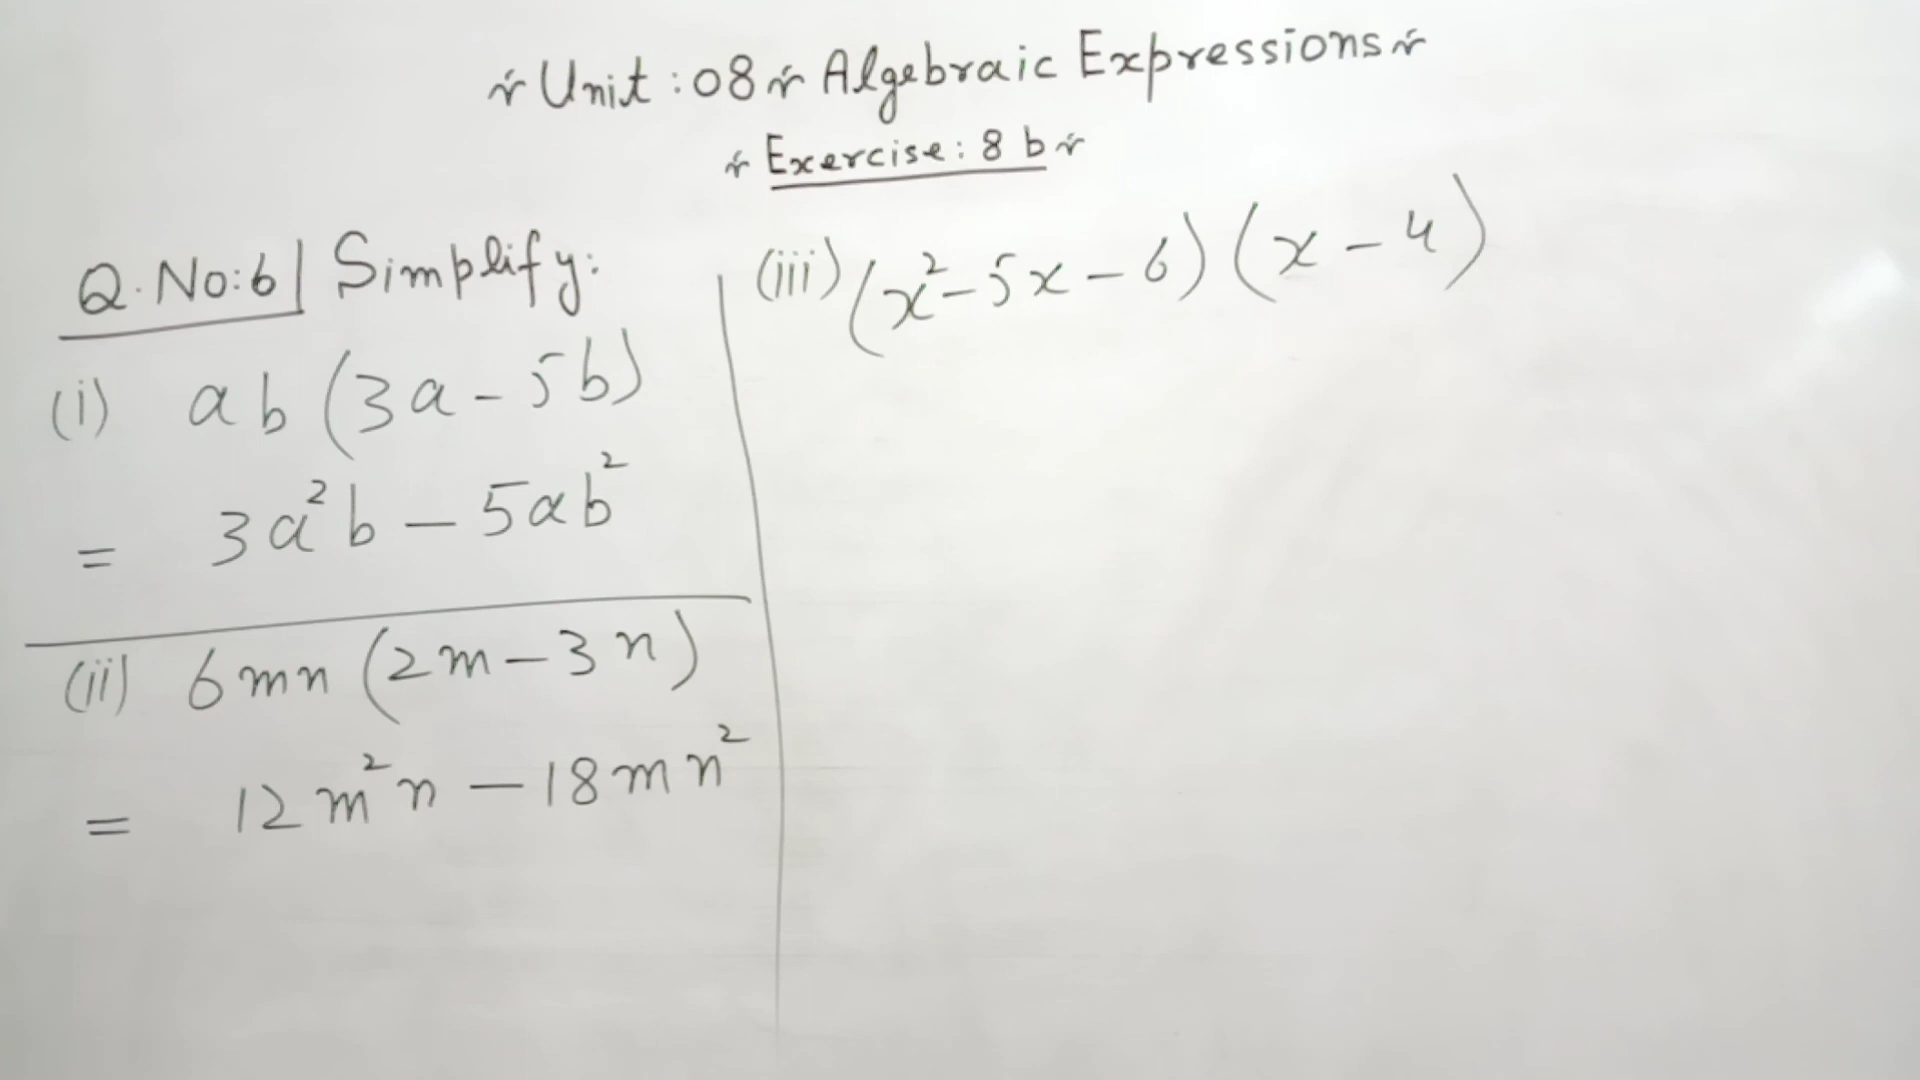 Unit : 08 Algebraic Expressions
Exercise : 8 b
Q. No:6 Simplify:
(i) ab (3a - 5b)
= 3a²b - 5ab²
(ii) 6mn (2m - 3n)
= 12m²n - 18mn²
(iii) (x² - 5x - 6) (x - 4)